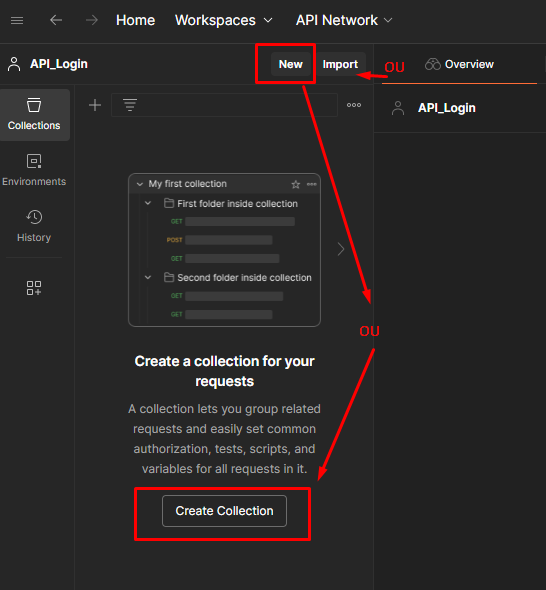 Home Workspaces API Network
API_Login New Import OU Overview
Collections
API_Login
Environments
History
My first collection
First folder inside collection
GET
POST
GET
Second folder inside collection
GET
GET
OU
Create a collection for your
requests
A collection lets you group related
requests and easily set common
authorization, tests, scripts, and
variables for all requests in it.
Create Collection